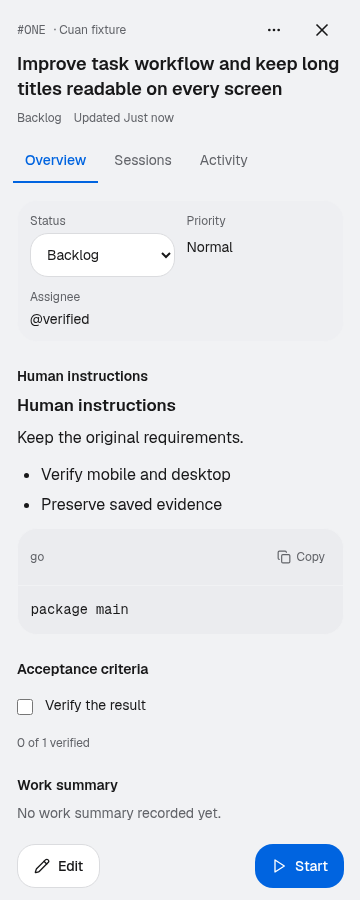 #ONE · Cuan fixture
Improve task workflow and keep long
titles readable on every screen
Backlog Updated Just now
Overview Sessions Activity
Status Priority
Backlog Normal
Assignee
@verified
Human instructions
Human instructions
Keep the original requirements.
• Verify mobile and desktop
• Preserve saved evidence
go Copy
package main
Acceptance criteria
Verify the result
0 of 1 verified
Work summary
No work summary recorded yet.
Edit Start